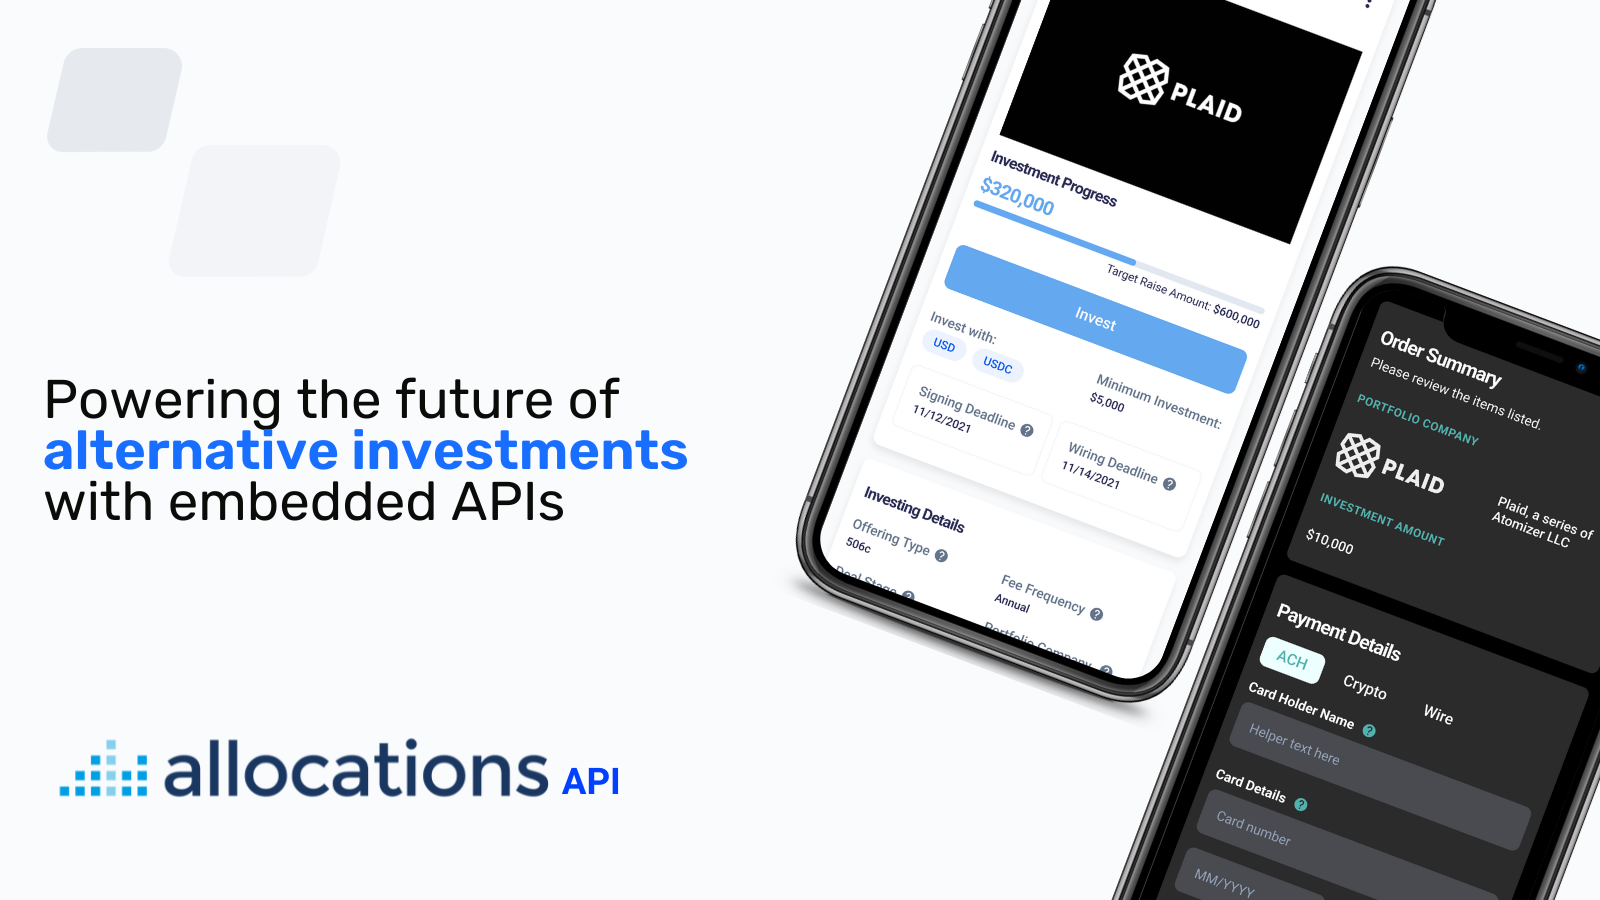 Powering the future of
alternative investments
with embedded APIs
allocations API
PLAID
Investment Progress
$320,000
Target Raise Amount: $600,000
Invest
Invest with:
USD
USDC
Minimum Investment:
$5,000
Signing Deadline ?
11/12/2021
Wiring Deadline ?
11/14/2021
Investing Details
Offering Type ?
506c
Fee Frequency ?
Annual
Deal Stage ?
Portfolio Company ?
Order Summary
Please review the items listed.
PORTFOLIO COMPANY
PLAID
Plaid, a series of
Atomizer LLC
INVESTMENT AMOUNT
$10,000
Payment Details
ACH
Crypto
Wire
Card Holder Name ?
Helper text here
Card Details ?
Card number
MM/YYYY